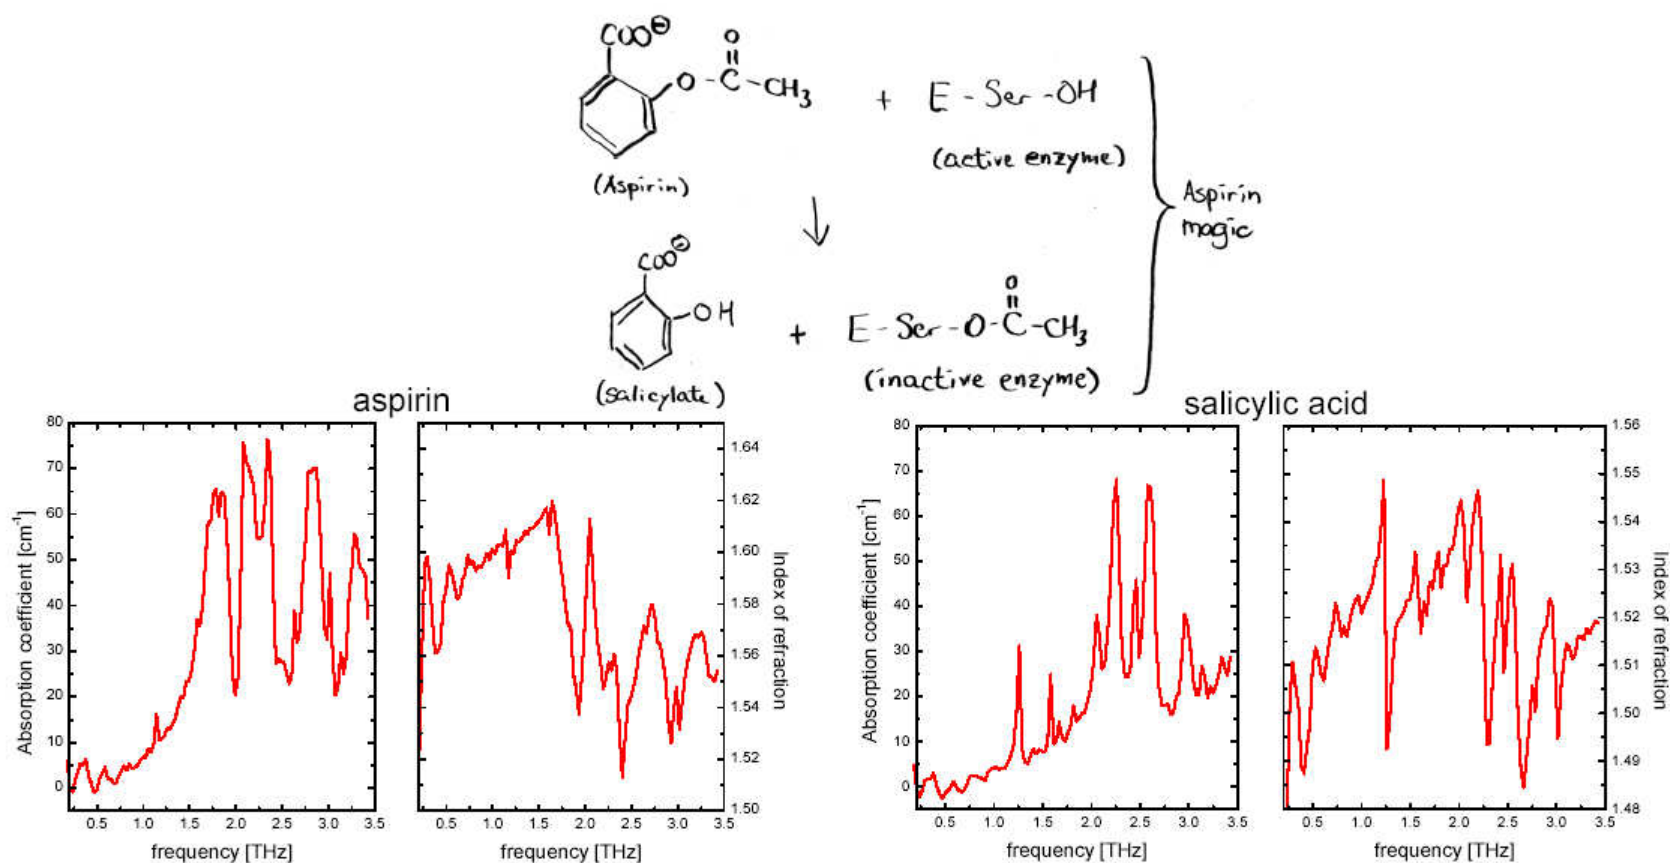 COO⊖
O
O - C - CH3
+ E - Ser - OH
(active enzyme)
(Aspirin)
Aspirin
magic
COO⊖
OH
O
+ E - Ser - O - C - CH3
(salicylate)
(inactive enzyme)
aspirin
80
70
60
50
40
30
20
10
0
Absorption coefficient [cm-1]
0.5 1.0 1.5 2.0 2.5 3.0 3.5
frequency [THz]
1.64
1.62
1.60
1.58
1.56
1.54
1.52
1.50
Index of refraction
0.5 1.0 1.5 2.0 2.5 3.0 3.5
frequency [THz]
salicylic acid
80
70
60
50
40
30
20
10
0
Absorption coefficient [cm-1]
0.5 1.0 1.5 2.0 2.5 3.0 3.5
frequency [THz]
1.56
1.55
1.54
1.53
1.52
1.51
1.50
1.49
1.48
Index of refraction
0.5 1.0 1.5 2.0 2.5 3.0 3.5
frequency [THz]